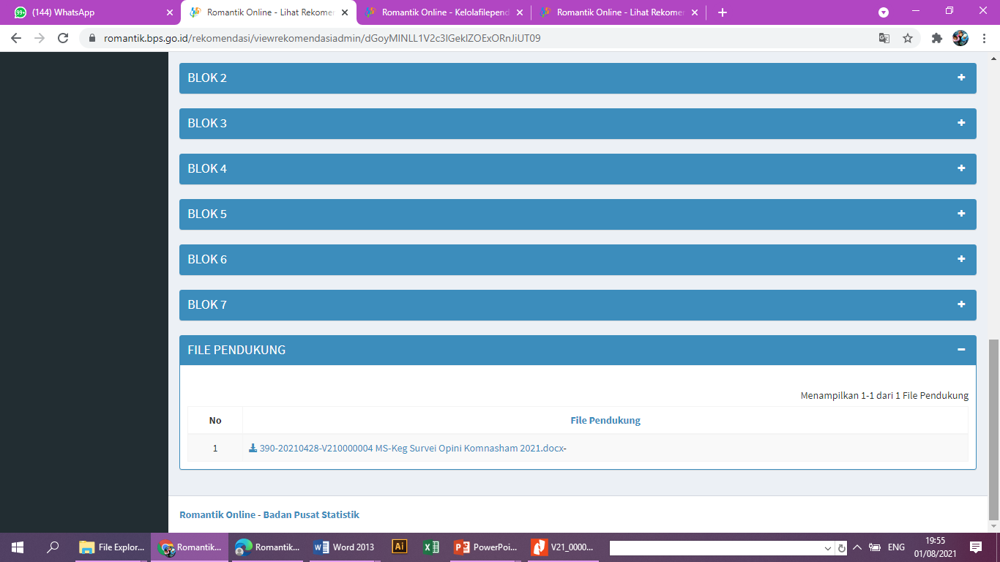 99+
(144) WhatsApp
Romantik Online - Lihat Rekomen
Romantik Online - Kelolafilepend
Romantik Online - Lihat Rekomen
romantik.bps.go.id/rekomendasi/viewrekomendasiadmin/dGoyMlNLL1V2c3lGeklZOExORnJiUT09
BLOK 2
BLOK 3
BLOK 4
BLOK 5
BLOK 6
BLOK 7
FILE PENDUKUNG
Menampilkan 1-1 dari 1 File Pendukung
No File Pendukung
1 390-20210428-V210000004 MS-Keg Survei Opini Komnasham 2021.docx-
Romantik Online - Badan Pusat Statistik
File Explor...
Romantik...
Romantik...
Word 2013
Ai
PowerPoi...
V21_0000...
ENG
19:55
01/08/2021